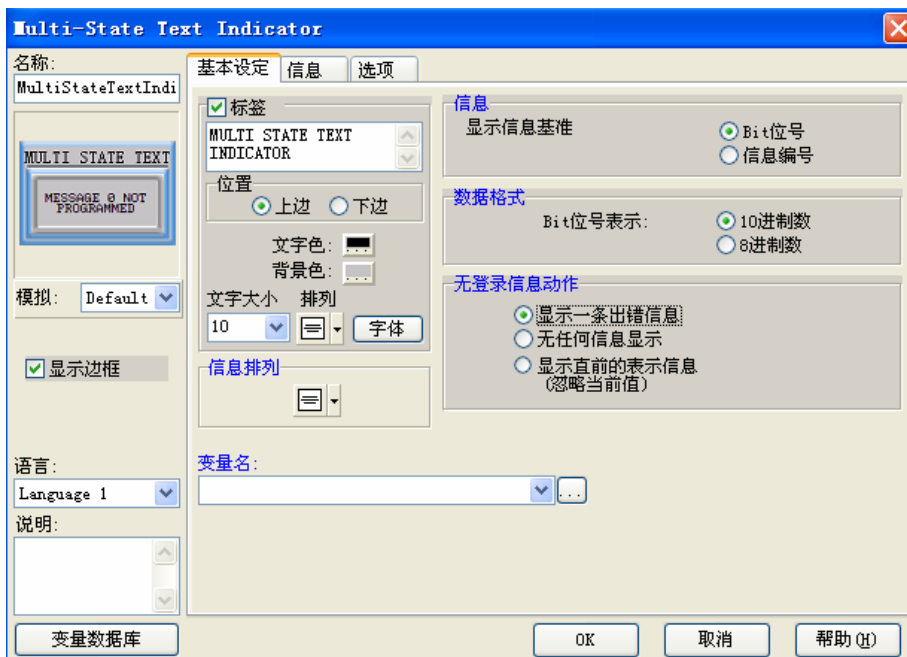 Multi-State Text Indicator
名称:
MultiStateTextIndi
MULTI STATE TEXT
MESSAGE 0 NOT
PROGRAMMED
模拟: Default
显示边框
语言:
Language 1
说明:
变量数据库
基本设定 信息 选项
标签
MULTI STATE TEXT
INDICATOR
位置
上边 下边
文字色: ...
背景色: ...
文字大小 排列
10 字体
信息排列
信息
显示信息基准
Bit位号
信息编号
数据格式
Bit位号表示:
10进制数
8进制数
无登录信息动作
显示一条出错信息
无任何信息显示
显示直前的表示信息
(忽略当前值)
变量名:
...
OK 取消 帮助(H)